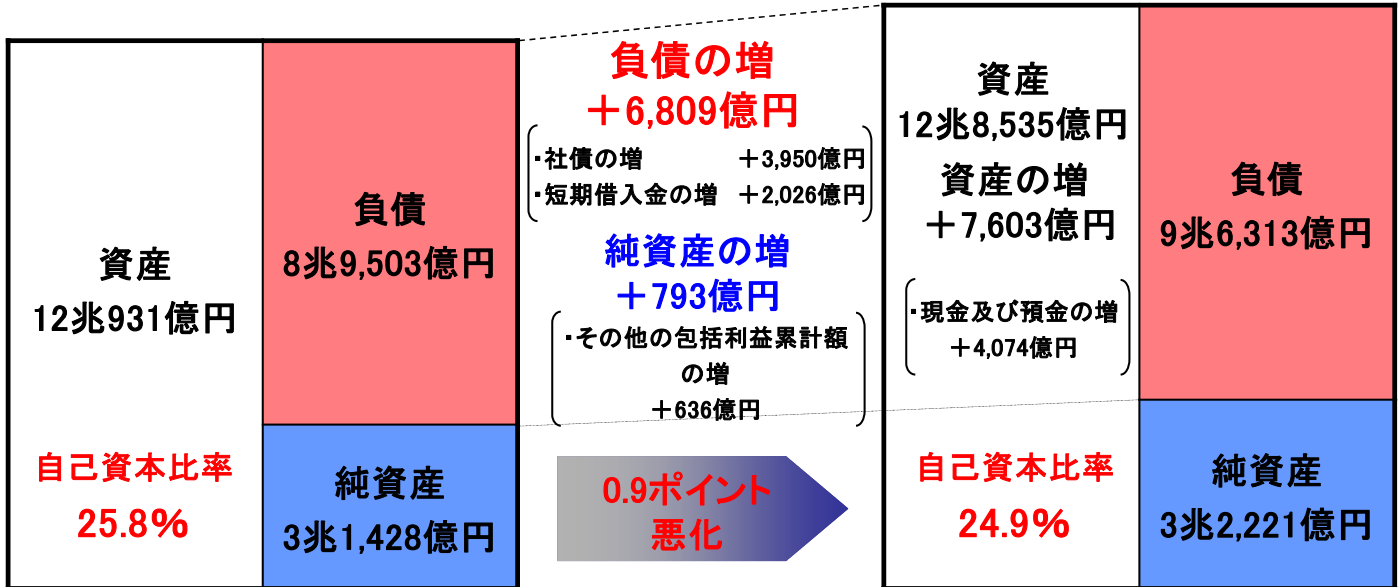 資産
12兆931億円
自己資本比率
25.8%
負債
8兆9,503億円
純資産
3兆1,428億円
負債の増
+6,809億円
・社債の増 +3,950億円
・短期借入金の増 +2,026億円
純資産の増
+793億円
・その他の包括利益累計額
の増
+636億円
0.9ポイント
悪化
資産
12兆8,535億円
資産の増
+7,603億円
・現金及び預金の増
+4,074億円
自己資本比率
24.9%
負債
9兆6,313億円
純資産
3兆2,221億円